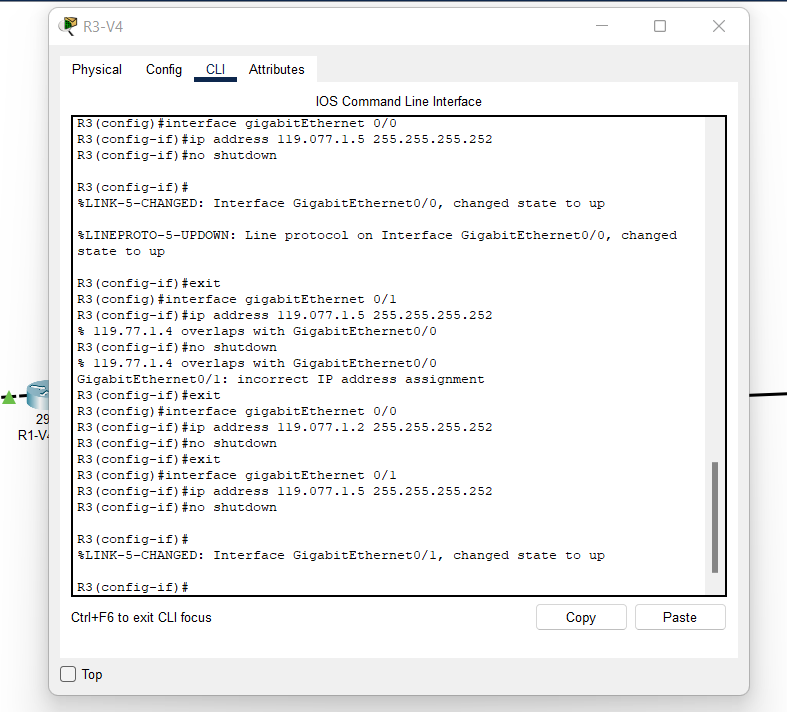 R3-V4
Physical Config CLI Attributes
IOS Command Line Interface
R3(config)#interface gigabitEthernet 0/0
R3(config-if)#ip address 119.077.1.5 255.255.255.252
R3(config-if)#no shutdown
R3(config-if)#
%LINK-5-CHANGED: Interface GigabitEthernet0/0, changed state to up
%LINEPROTO-5-UPDOWN: Line protocol on Interface GigabitEthernet0/0, changed
state to up
R3(config-if)#exit
R3(config)#interface gigabitEthernet 0/1
R3(config-if)#ip address 119.077.1.5 255.255.255.252
% 119.77.1.4 overlaps with GigabitEthernet0/0
R3(config-if)#no shutdown
% 119.77.1.4 overlaps with GigabitEthernet0/0
GigabitEthernet0/1: incorrect IP address assignment
R3(config-if)#exit
R3(config)#interface gigabitEthernet 0/0
R3(config-if)#ip address 119.077.1.2 255.255.255.252
R3(config-if)#no shutdown
R3(config-if)#exit
R3(config)#interface gigabitEthernet 0/1
R3(config-if)#ip address 119.077.1.5 255.255.255.252
R3(config-if)#no shutdown
R3(config-if)#
%LINK-5-CHANGED: Interface GigabitEthernet0/1, changed state to up
R3(config-if)#
Ctrl+F6 to exit CLI focus
Copy Paste
Top
29
R1-V4